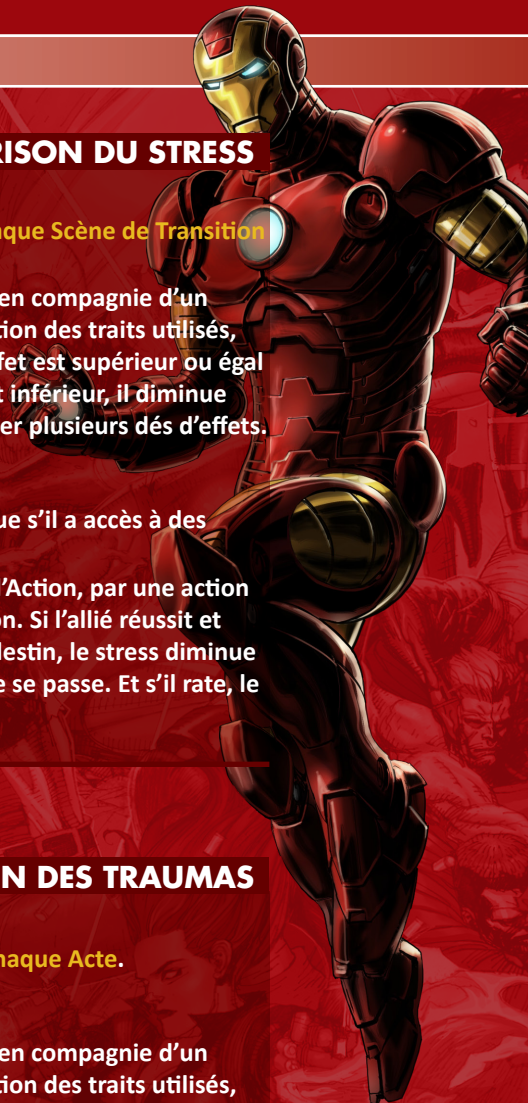 RISON DU STRESS
aque Scène de Transition
en compagnie d'un
tion des traits utilisés,
fet est supérieur ou égal
t inférieur, il diminue
er plusieurs dés d'effets.
ue s'il a accès à des
l'Action, par une action
on. Si l'allié réussit et
destin, le stress diminue
e se passe. Et s'il rate, le
N DES TRAUMAS
haque Acte.
en compagnie d'un
tion des traits utilisés,